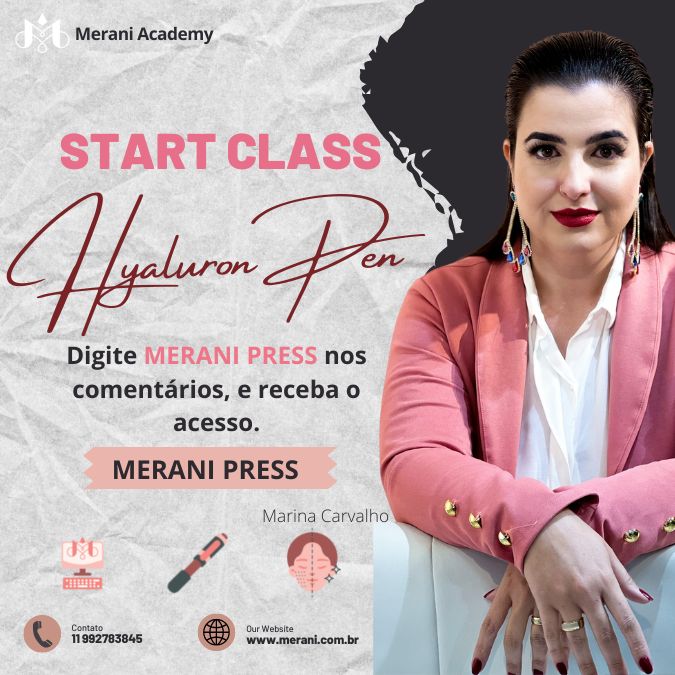 Merani Academy
START CLASS
Hyaluron Pen
Digite MERANI PRESS nos
comentários, e receba o
acesso.
MERANI PRESS
Marina Carvalho
Contato
11 992783845
Our Website
www.merani.com.br